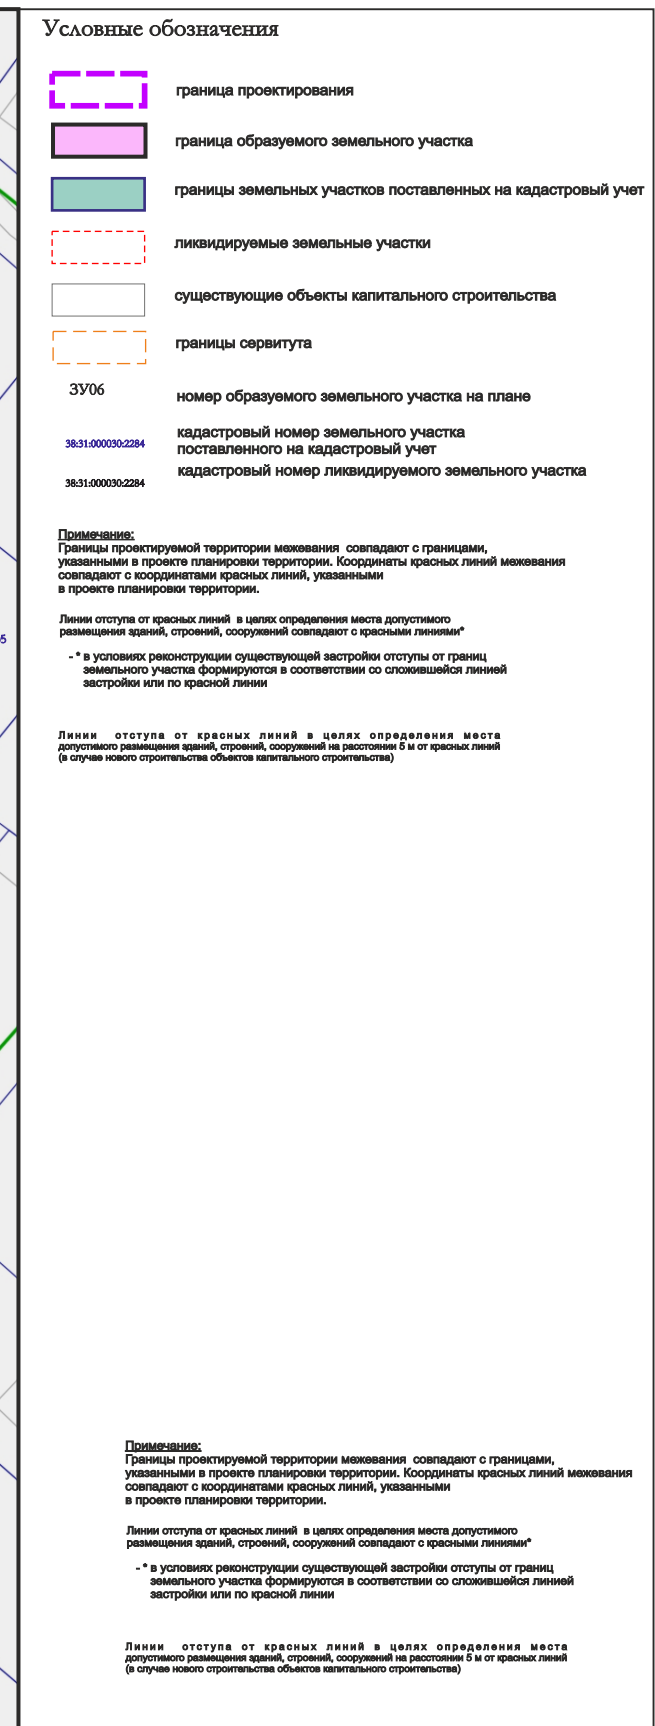 Условные обозначения
граница проектирования
граница образуемого земельного участка
границы земельных участков поставленных на кадастровый учет
ликвидируемые земельные участки
существующие объекты капитального строительства
границы сервитута
ЗУ06
номер образуемого земельного участка на плане
38:31:000030:2284
кадастровый номер земельного участка
поставленного на кадастровый учет
38:31:000030:2284
кадастровый номер ликвидируемого земельного участка
Примечание:
Границы проектируемой территории межевания совпадают с границами,
указанными в проекте планировки территории. Координаты красных линий межевания
совпадают с координатами красных линий, указанными
в проекте планировки территории.
Линии отступа от красных линий в целях определения места допустимого
размещения зданий, строений, сооружений совпадают с красными линиями*
- * в условиях реконструкции существующей застройки отступы от границ
земельного участка формируются в соответствии со сложившейся линией
застройки или по красной линии
Линии отступа от красных линий в целях определения места
допустимого размещения зданий, строений, сооружений на расстоянии 5 м от красных линий
(в случае нового строительства объектов капитального строительства)
Примечание:
Границы проектируемой территории межевания совпадают с границами,
указанными в проекте планировки территории. Координаты красных линий межевания
совпадают с координатами красных линий, указанными
в проекте планировки территории.
Линии отступа от красных линий в целях определения места допустимого
размещения зданий, строений, сооружений совпадают с красными линиями*
- * в условиях реконструкции существующей застройки отступы от границ
земельного участка формируются в соответствии со сложившейся линией
застройки или по красной линии
Линии отступа от красных линий в целях определения места
допустимого размещения зданий, строений, сооружений на расстоянии 5 м от красных линий
(в случае нового строительства объектов капитального строительства)